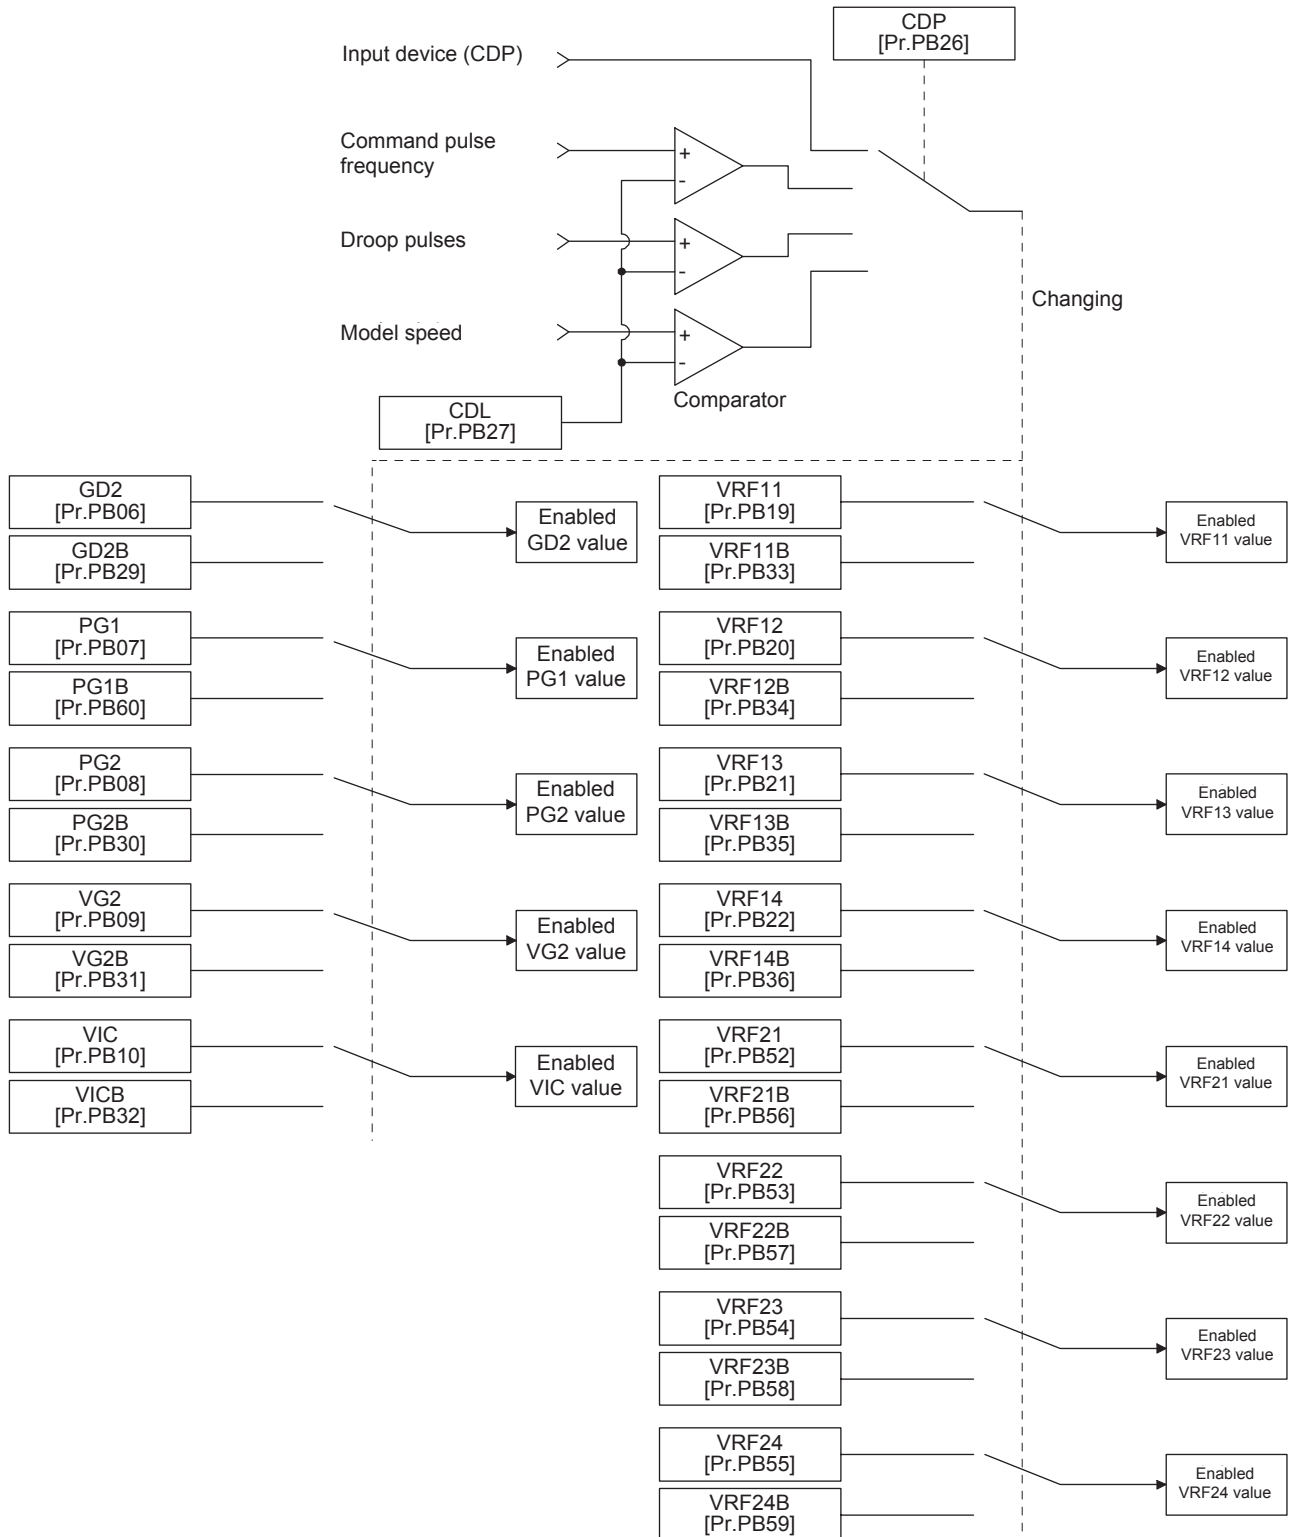 CDP
[Pr.PB26]
Input device (CDP)
Command pulse
frequency
+
-
Droop pulses
+
-
Changing
Model speed
+
-
Comparator
CDL
[Pr.PB27]
GD2
[Pr.PB06]
GD2B
[Pr.PB29]
Enabled
GD2 value
PG1
[Pr.PB07]
PG1B
[Pr.PB60]
Enabled
PG1 value
PG2
[Pr.PB08]
PG2B
[Pr.PB30]
Enabled
PG2 value
VG2
[Pr.PB09]
VG2B
[Pr.PB31]
Enabled
VG2 value
VIC
[Pr.PB10]
VICB
[Pr.PB32]
Enabled
VIC value
VRF11
[Pr.PB19]
VRF11B
[Pr.PB33]
Enabled
VRF11 value
VRF12
[Pr.PB20]
VRF12B
[Pr.PB34]
Enabled
VRF12 value
VRF13
[Pr.PB21]
VRF13B
[Pr.PB35]
Enabled
VRF13 value
VRF14
[Pr.PB22]
VRF14B
[Pr.PB36]
Enabled
VRF14 value
VRF21
[Pr.PB52]
VRF21B
[Pr.PB56]
Enabled
VRF21 value
VRF22
[Pr.PB53]
VRF22B
[Pr.PB57]
Enabled
VRF22 value
VRF23
[Pr.PB54]
VRF23B
[Pr.PB58]
Enabled
VRF23 value
VRF24
[Pr.PB55]
VRF24B
[Pr.PB59]
Enabled
VRF24 value